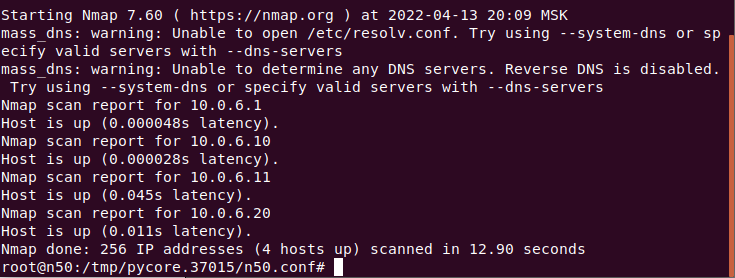 Starting Nmap 7.60 ( https://nmap.org ) at 2022-04-13 20:09 MSK
mass_dns: warning: Unable to open /etc/resolv.conf. Try using --system-dns or sp
ecify valid servers with --dns-servers
mass_dns: warning: Unable to determine any DNS servers. Reverse DNS is disabled.
 Try using --system-dns or specify valid servers with --dns-servers
Nmap scan report for 10.0.6.1
Host is up (0.000048s latency).
Nmap scan report for 10.0.6.10
Host is up (0.000028s latency).
Nmap scan report for 10.0.6.11
Host is up (0.045s latency).
Nmap scan report for 10.0.6.20
Host is up (0.011s latency).
Nmap done: 256 IP addresses (4 hosts up) scanned in 12.90 seconds
root@n50:/tmp/pycore.37015/n50.conf#